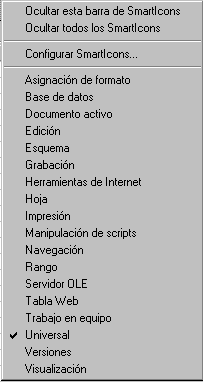 Ocultar esta barra de SmartIcons
Ocultar todos los SmartIcons
Configurar SmartIcons...
Asignación de formato
Base de datos
Documento activo
Edición
Esquema
Grabación
Herramientas de Internet
Hoja
Impresión
Manipulación de scripts
Navegación
Rango
Servidor OLE
Tabla Web
Trabajo en equipo
Universal
Versiones
Visualización